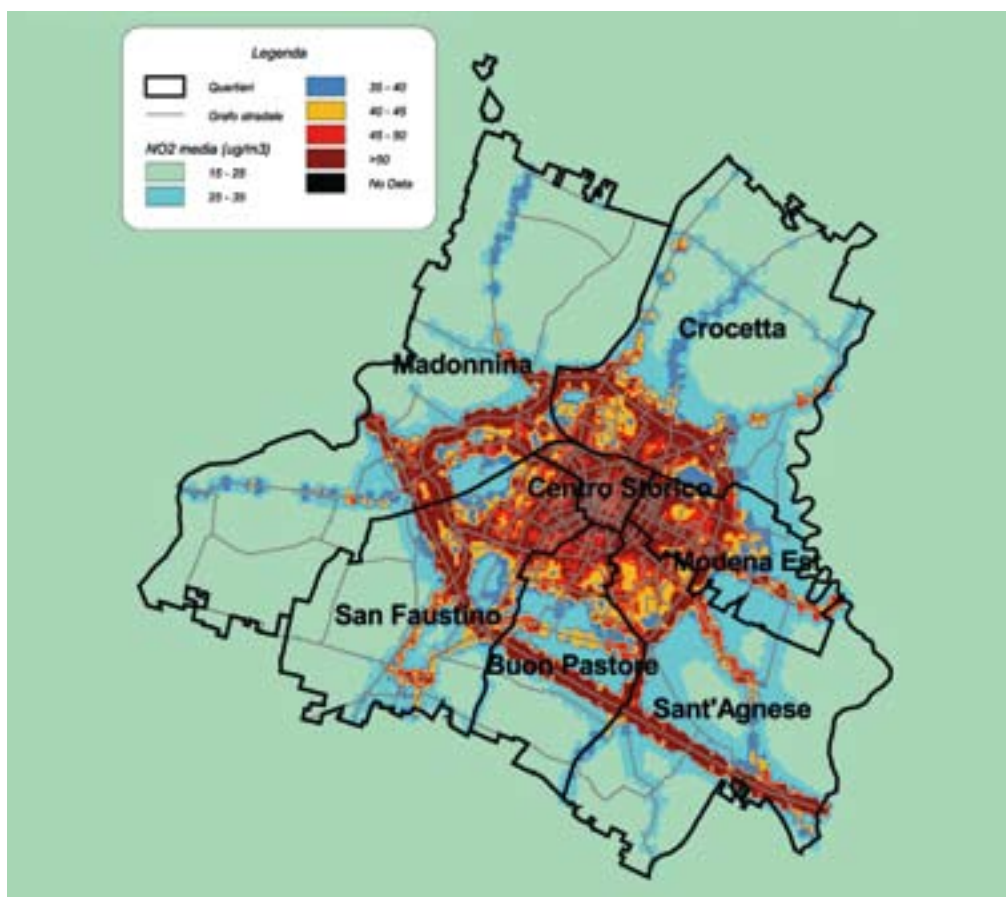 Legenda
Quartieri
Grafo stradale
NO2 media (ug/m3)
15 - 25
25 - 35
35 - 40
40 - 45
45 - 50
>50
No Data
Crocetta
Madonnina
Centro Storico
Modena Est
San Faustino
Buon Pastore
Sant'Agnese